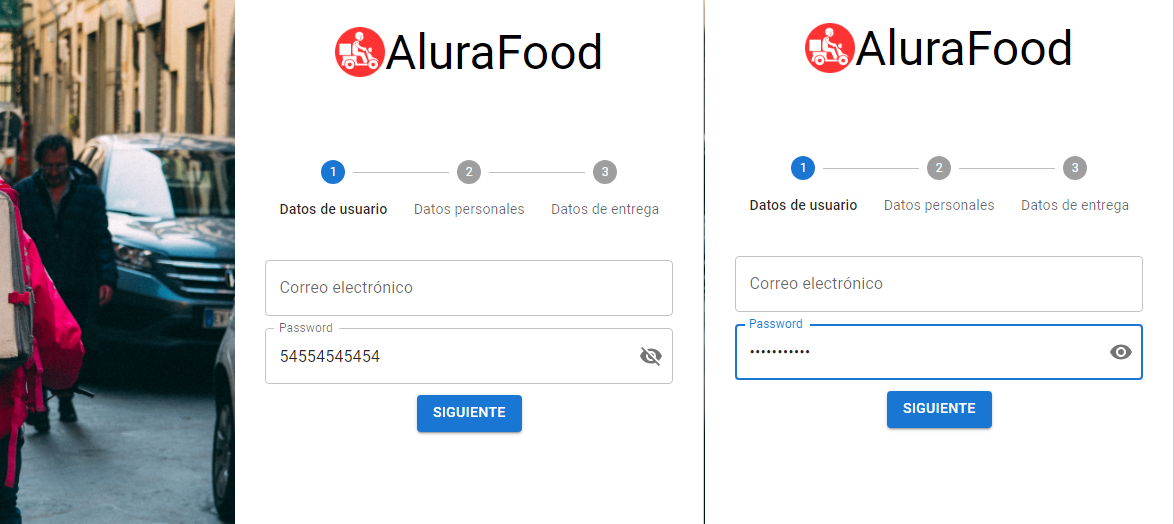 AluraFood
1 2 3
Datos de usuario Datos personales Datos de entrega
Correo electrónico
Password
54554545454
SIGUIENTE
AluraFood
1 2 3
Datos de usuario Datos personales Datos de entrega
Correo electrónico
Password
•••••••••••
SIGUIENTE